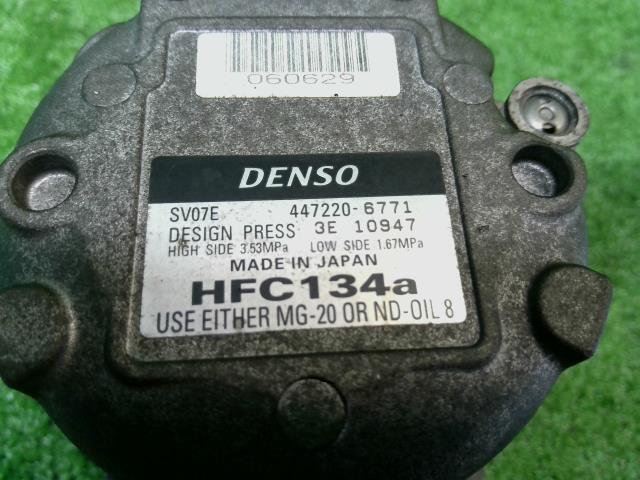 060629
DENSO
SV07E 447220-6771
DESIGN PRESS 3E 10947
HIGH SIDE 3.53MPa LOW SIDE 1.67MPa
MADE IN JAPAN
HFC134a
USE EITHER MG-20 OR ND-OIL 8